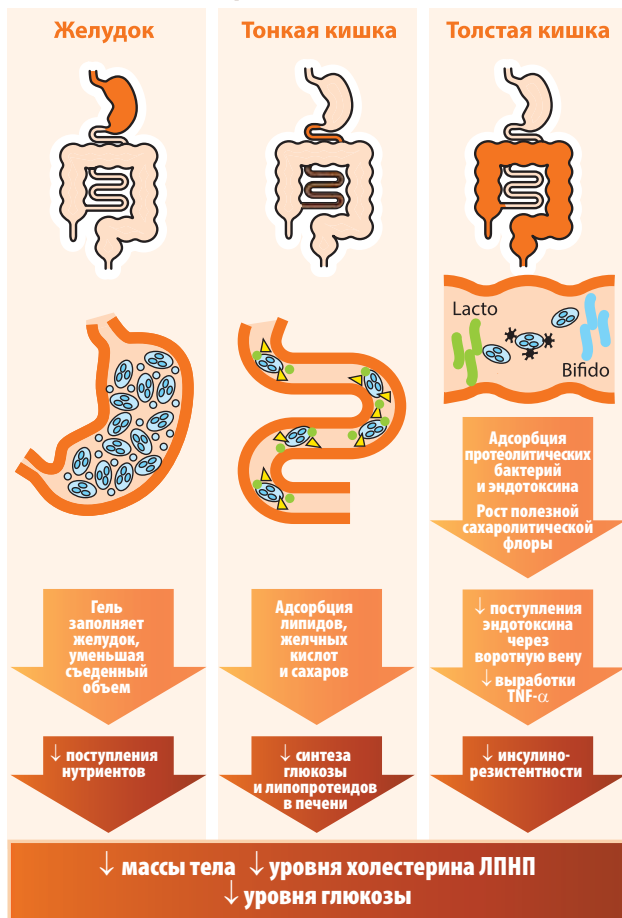 Желудок
Тонкая кишка
Толстая кишка
Lacto
Bifido
Адсорбция
протеолитических
бактерий
и эндотоксина
Рост полезной
сахаролитической
флоры
Гель
заполняет
желудок,
уменьшая
съеденный
объем
Адсорбция
липидов,
желчных
кислот
и сахаров
↓ поступления
эндотоксина
через
воротную вену
↓ выработки
TNF-α
↓ поступления
нутриентов
↓ синтеза
глюкозы
и липопротеидов
в печени
↓ инсулино-
резистентности
↓ массы тела ↓ уровня холестерина ЛПНП
↓ уровня глюкозы